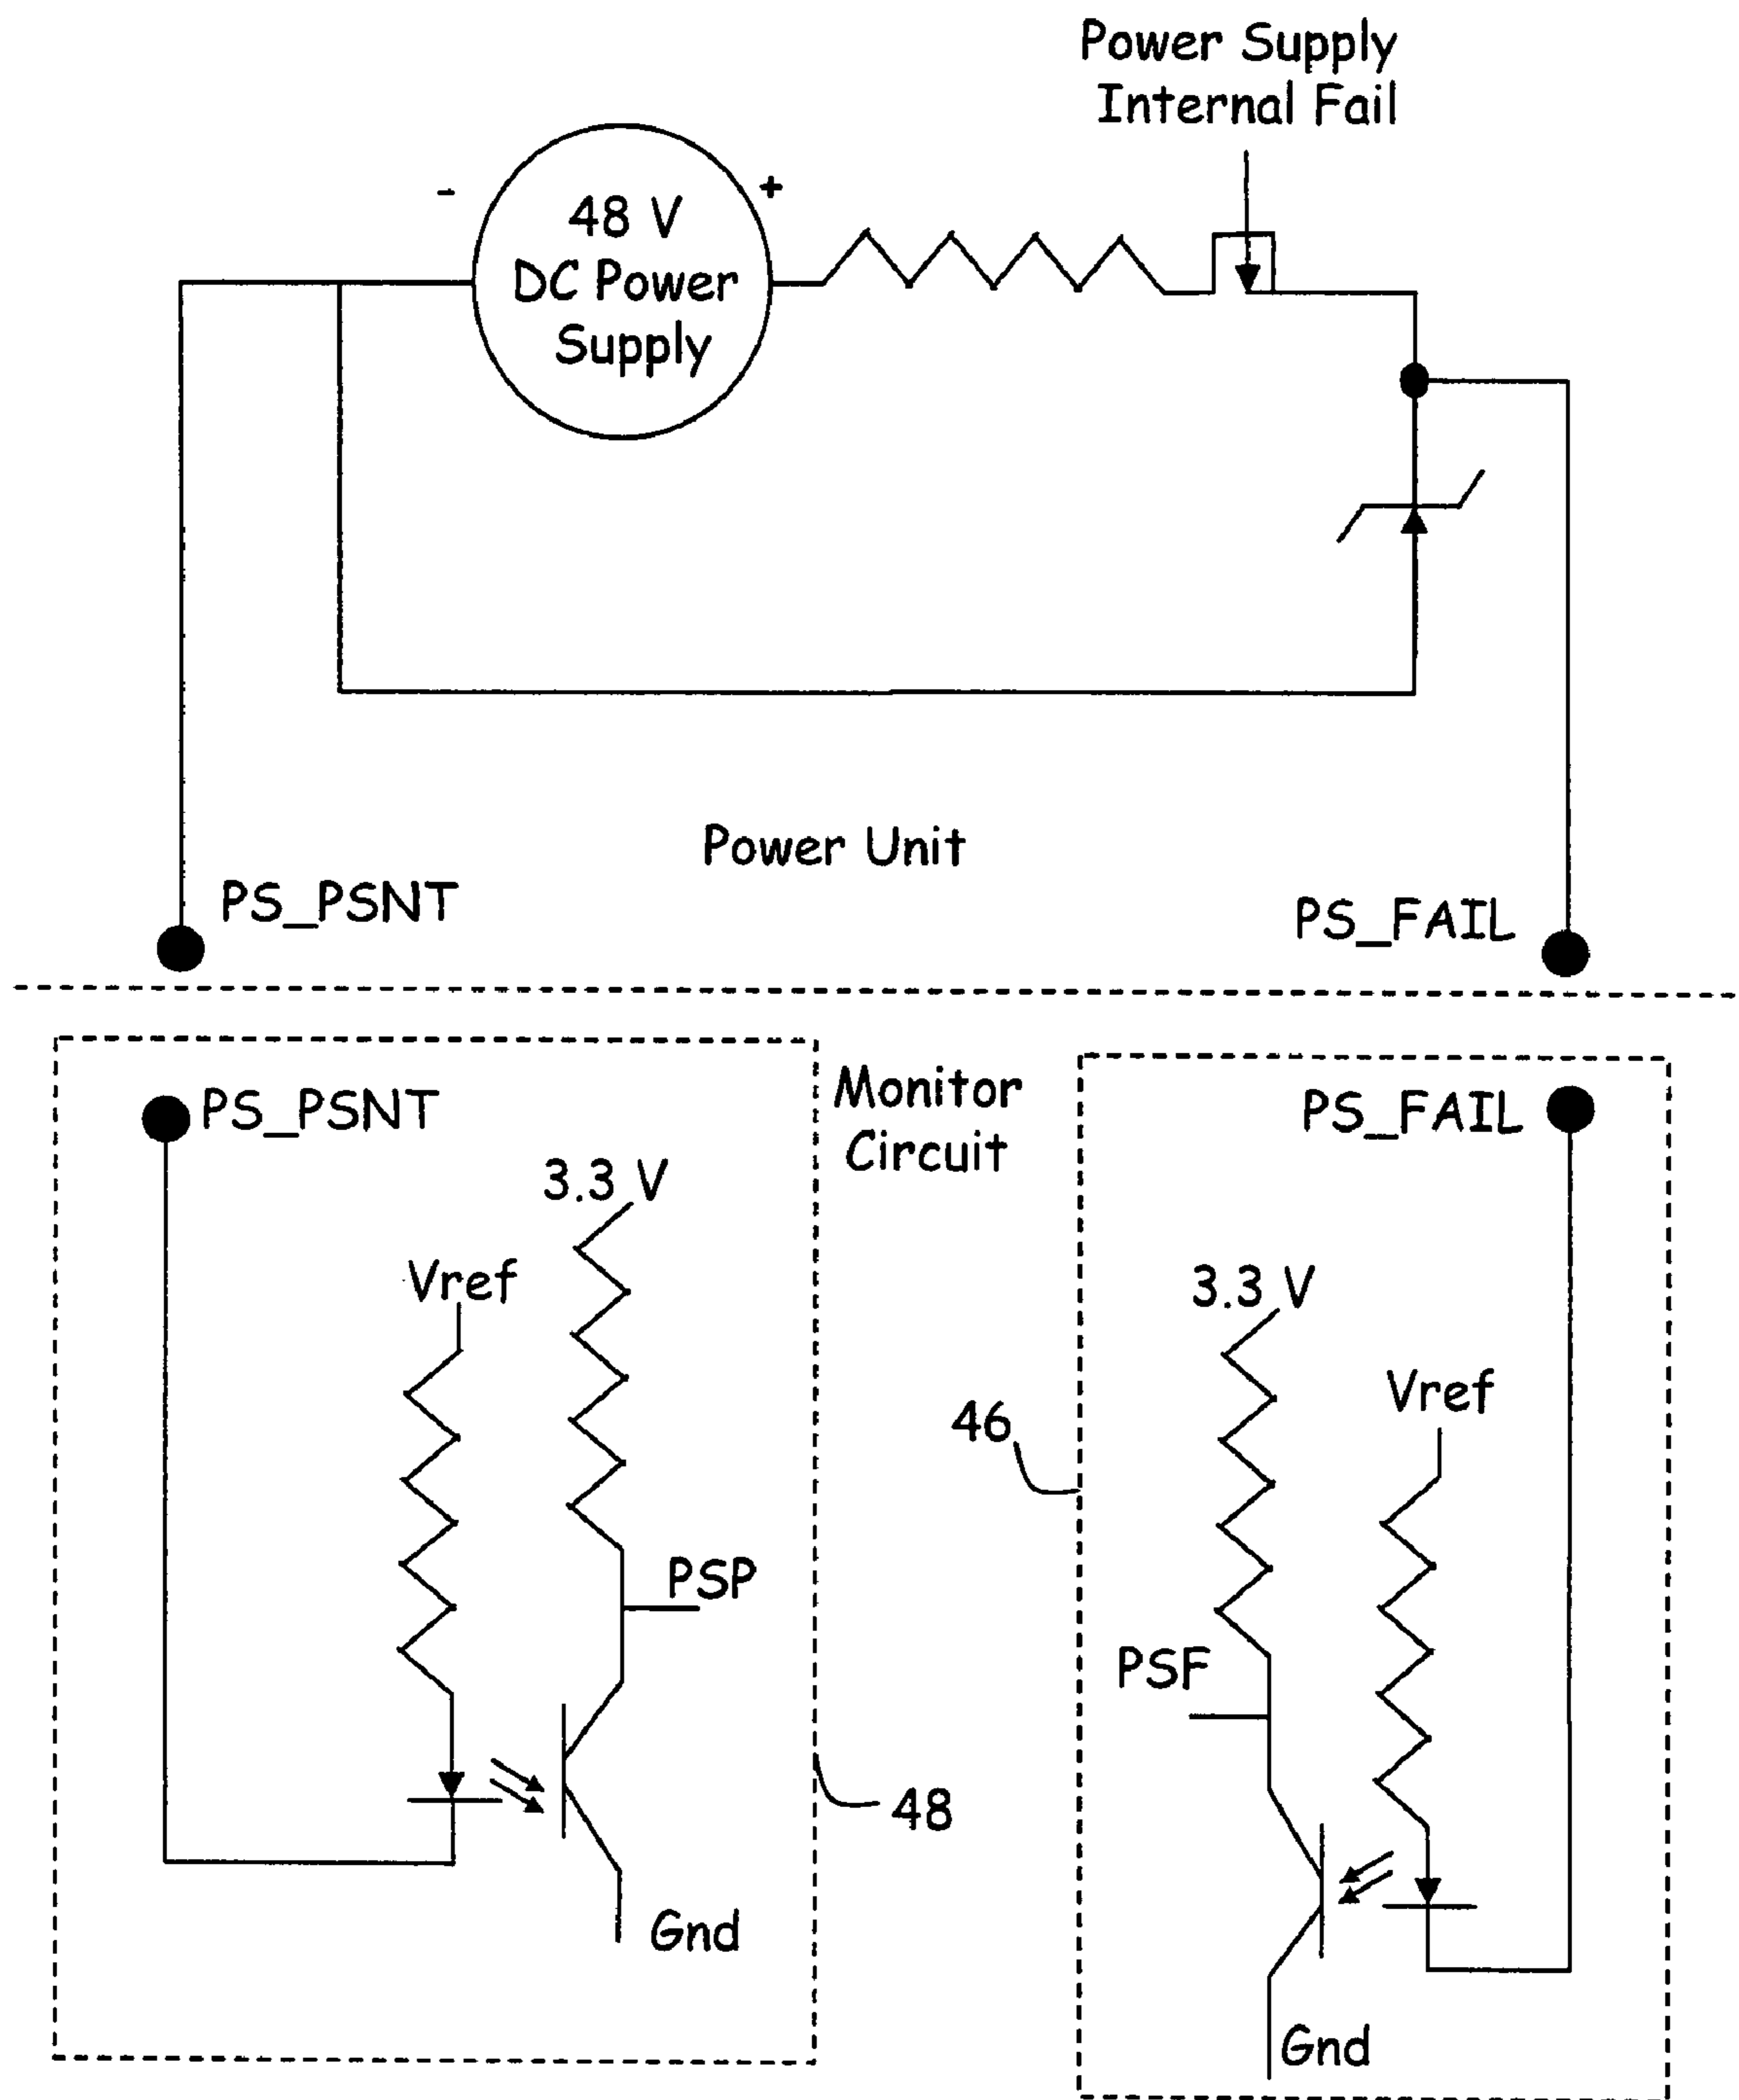 Power Supply
Internal Fail
-
+
48 V
DC Power
Supply
Power Unit
PS_PSNT
PS_FAIL
Monitor
Circuit
PS_PSNT
PS_FAIL
3.3 V
Vref
3.3 V
Vref
46
PSP
PSF
48
Gnd
Gnd